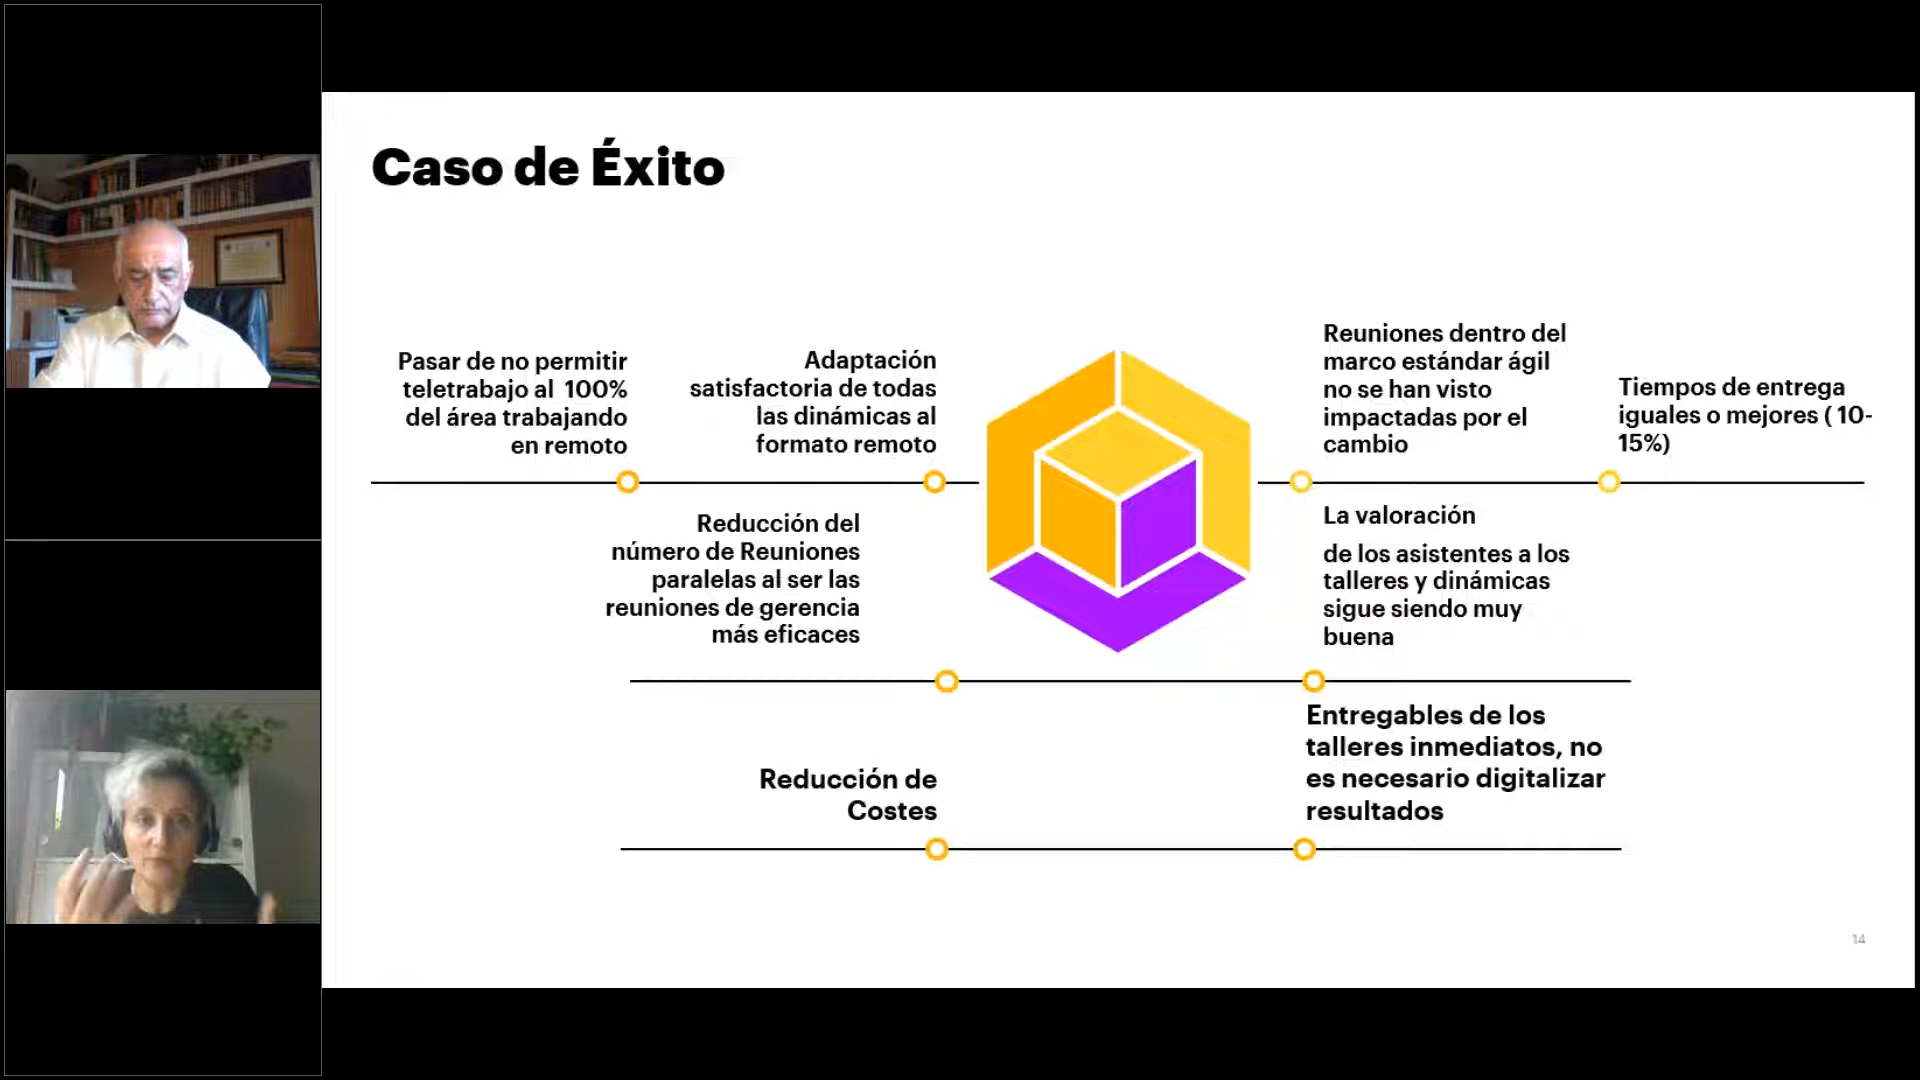 Caso de Éxito
Pasar de no permitir
teletrabajo al 100%
del área trabajando
en remoto
Adaptación
satisfactoria de todas
las dinámicas al
formato remoto
Reuniones dentro del
marco estándar ágil
no se han visto
impactadas por el
cambio
Tiempos de entrega
iguales o mejores ( 10-
15%)
Reducción del
número de Reuniones
paralelas al ser las
reuniones de gerencia
más eficaces
La valoración
de los asistentes a los
talleres y dinámicas
sigue siendo muy
buena
Reducción de
Costes
Entregables de los
talleres inmediatos, no
es necesario digitalizar
resultados
14